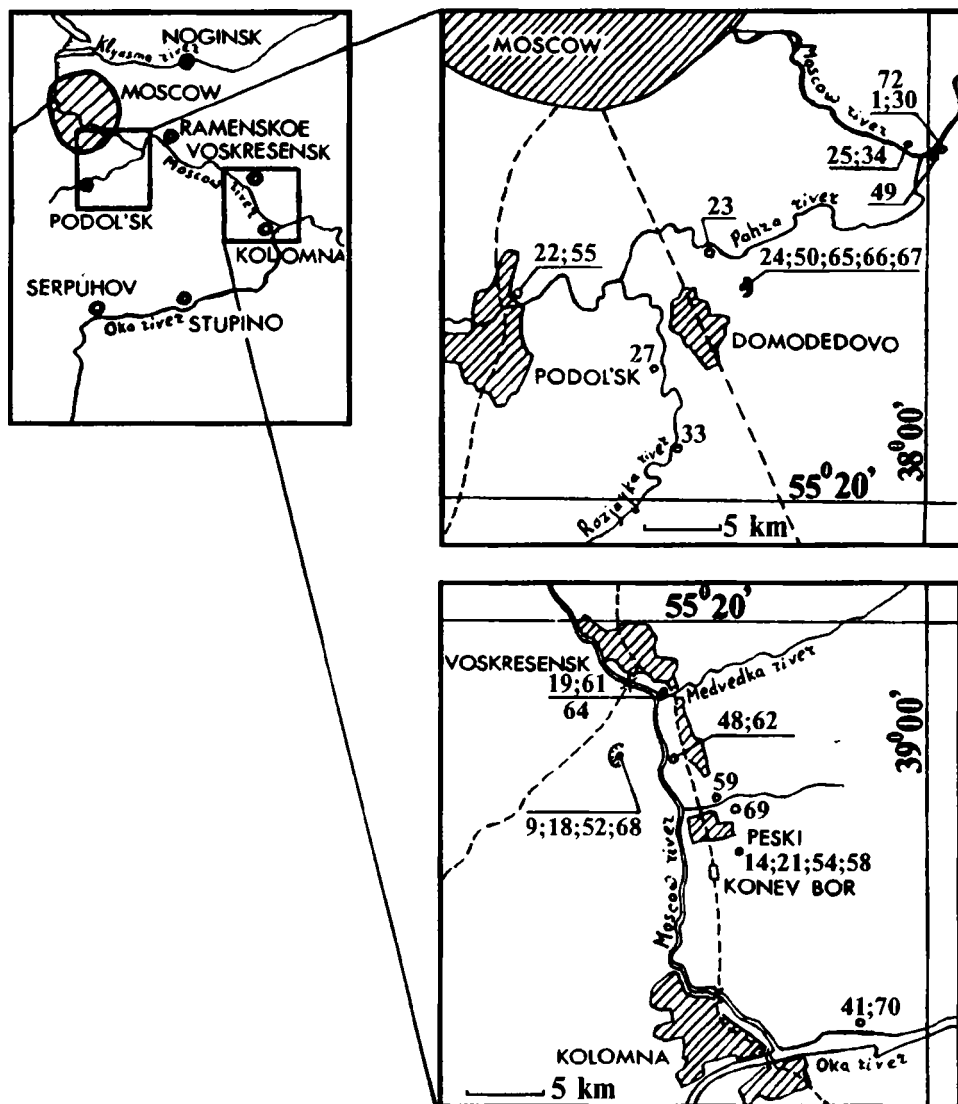 Klyasma river
NOGINSK
MOSCOW
RAMENSKOE
VOSKRESENSK
Moscow river
PODOL'SK
KOLOMNA
SERPUHOV
Oka river
STUPINO
MOSCOW
Moscow river
72
1;30
25;34
49
23
Pahra river
22;55
24;50;65;66;67
DOMODEDOVO
27
PODOL'SK
33
38°00'
55°20'
Rozjayka river
5 km
55°20'
VOSKRESENSK
Medvedka river
19;61
64
48;62
39°00'
59
69
9;18;52;68
PESKI
14;21;54;58
KONEV BOR
Moscow river
41;70
KOLOMNA
Oka river
5 km